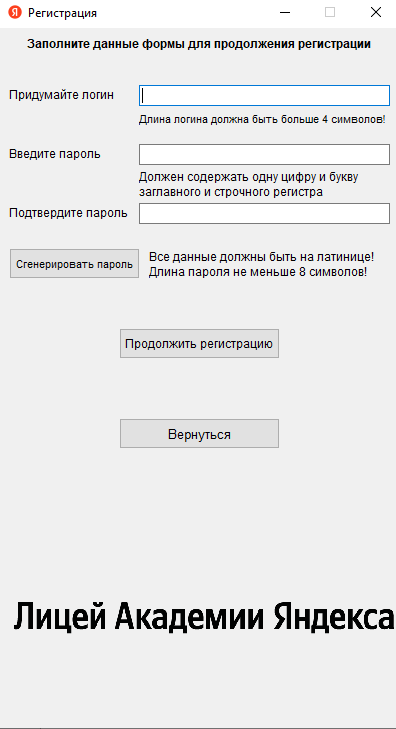 Я Регистрация
Заполните данные формы для продолжения регистрации
Придумайте логин
Длина логина должна быть больше 4 символов!
Введите пароль
Должен содержать одну цифру и букву
заглавного и строчного регистра
Подтвердите пароль
Сгенерировать пароль
Все данные должны быть на латинице!
Длина пароля не меньше 8 символов!
Продолжить регистрацию
Вернуться
Лицей Академии Яндекса